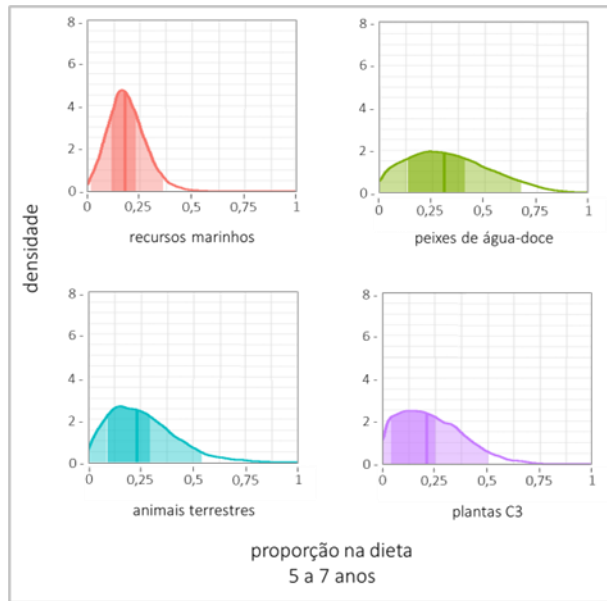 8 -
6 -
4 -
2 -
0 -
0 0,25 0,5 0,75 1
recursos marinhos
8 -
6 -
4 -
2 -
0 -
0 0,25 0,5 0,75 1
peixes de água-doce
densidade
8 -
6 -
4 -
2 -
0 -
0 0,25 0,5 0,75 1
animais terrestres
8 -
6 -
4 -
2 -
0 -
0 0,25 0,5 0,75 1
plantas C3
proporção na dieta
5 a 7 anos